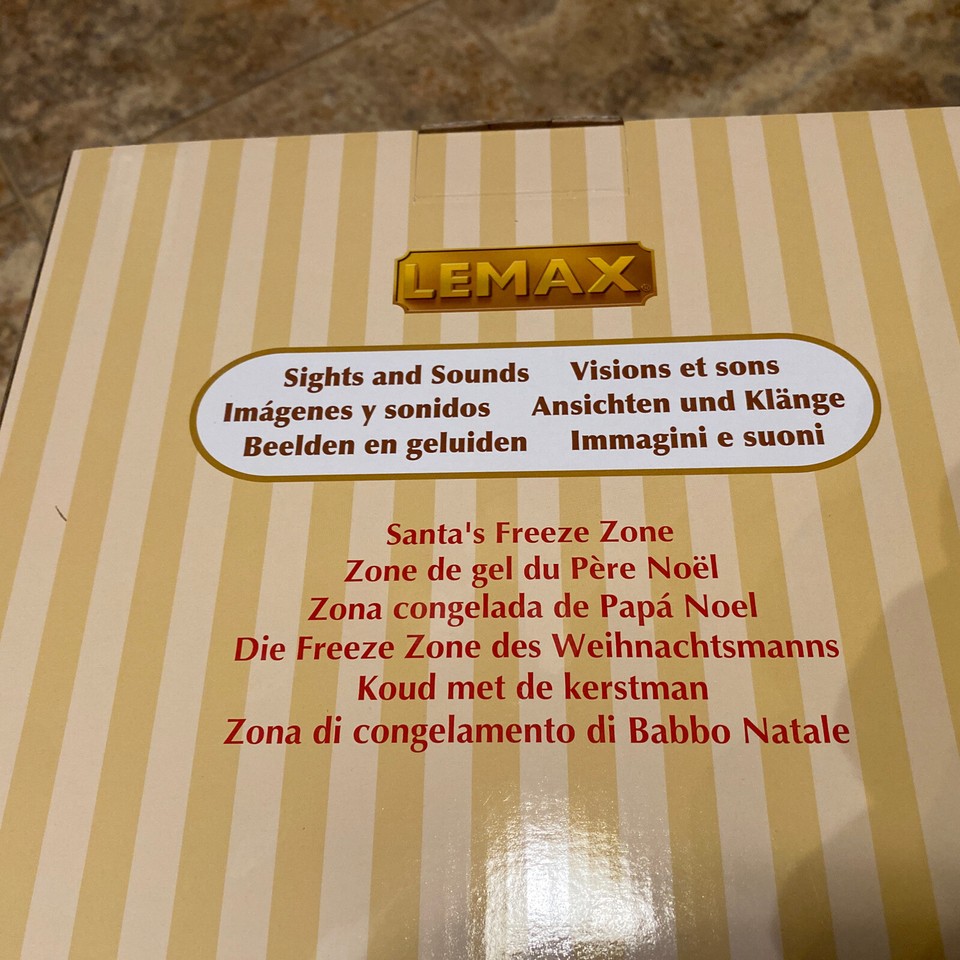 LEMAX®
Sights and Sounds Visions et sons
Imágenes y sonidos Ansichten und Klänge
Beelden en geluiden Immagini e suoni
Santa's Freeze Zone
Zone de gel du Père Noël
Zona congelada de Papá Noel
Die Freeze Zone des Weihnachtsmanns
Koud met de kerstman
Zona di congelamento di Babbo Natale